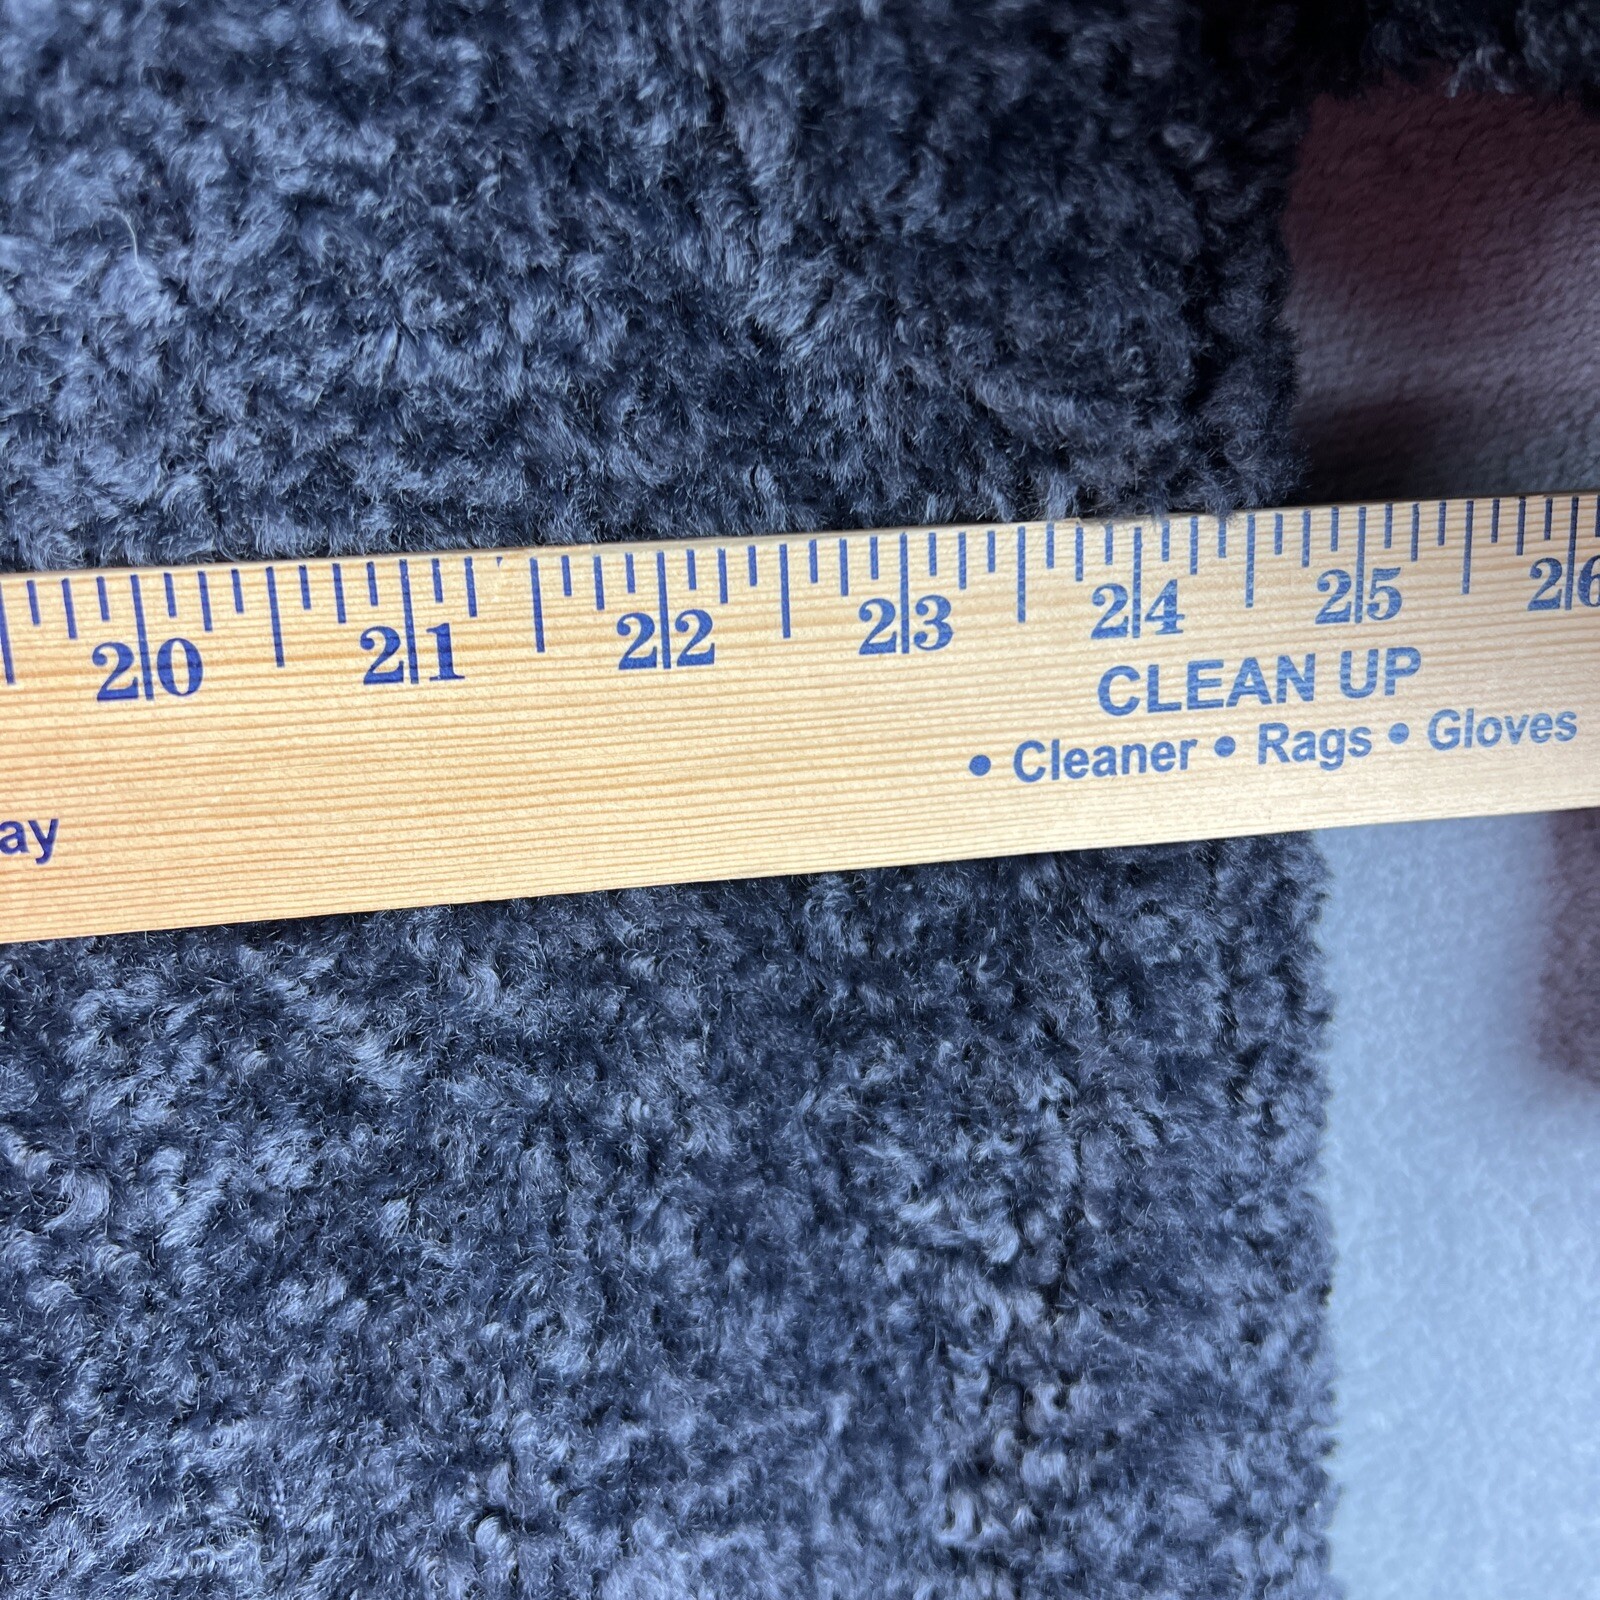 20 21 22 23 24 25 26
CLEAN UP
• Cleaner • Rags • Gloves
ay